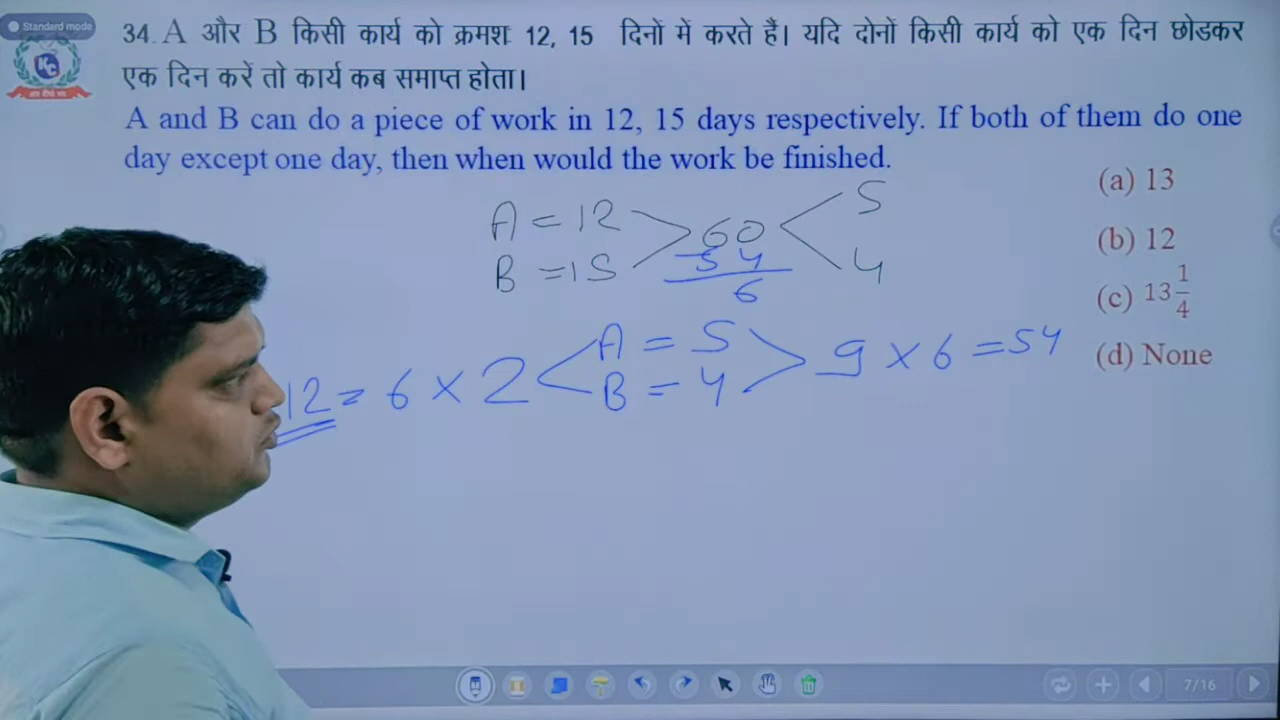 Standard mode
KC
34. A और B किसी कार्य को क्रमश 12, 15 दिनों में करते हैं। यदि दोनों किसी कार्य को एक दिन छोडकर
एक दिन करें तो कार्य कब समाप्त होता।
A and B can do a piece of work in 12, 15 days respectively. If both of them do one
day except one day, then when would the work be finished.
(a) 13
(b) 12
(c) 13 1/4
(d) None
A = 12
B = 15
60
5
4
54
6
12 = 6 × 2
A = 5
B = 4
9 × 6 = 54
7/16